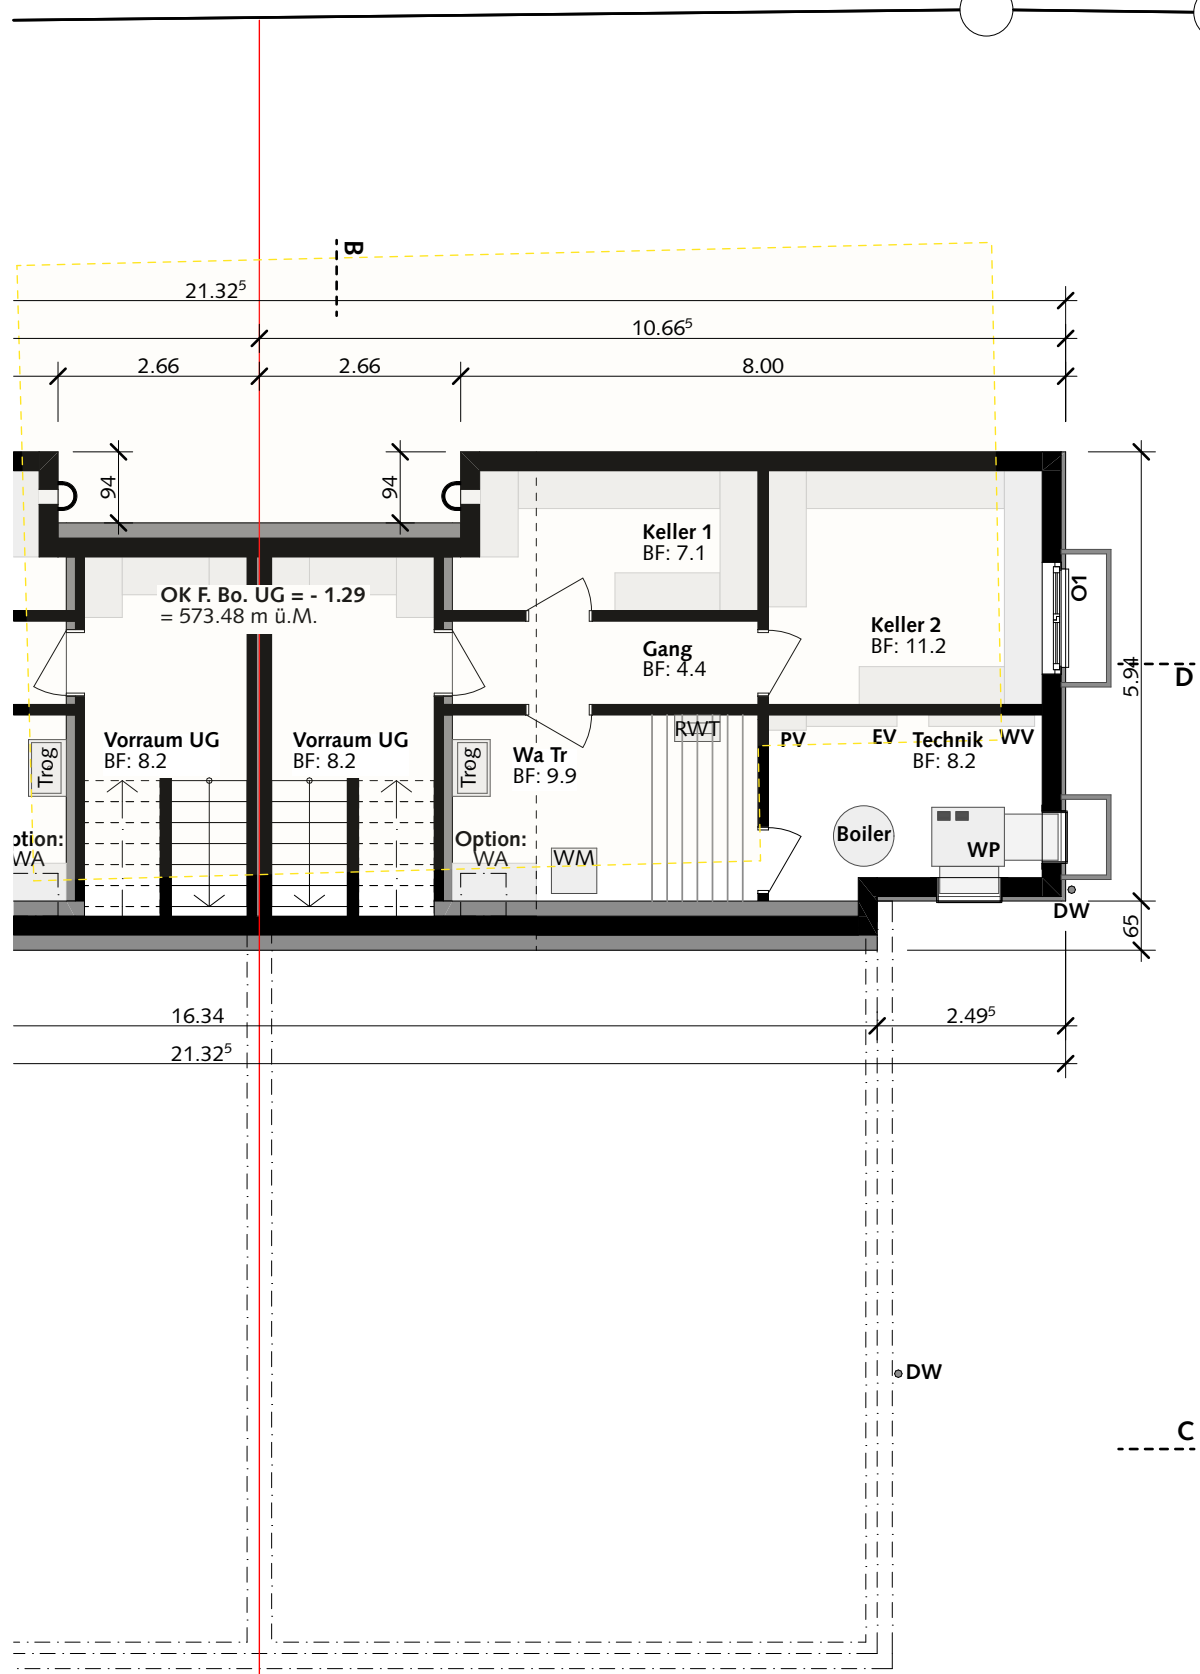 B
21.32⁵
10.66⁵
2.66
2.66
8.00
94
94
Keller 1
BF: 7.1
O1
OK F. Bo. UG = - 1.29
= 573.48 m ü.M.
Keller 2
BF: 11.2
Gang
BF: 4.4
5.94
D
RWT
PV
EV
Technik
BF: 8.2
WV
Vorraum UG
BF: 8.2
Vorraum UG
BF: 8.2
Trog
Trog
Wa Tr
BF: 9.9
ption:
WA
Option:
WA
WM
Boiler
WP
DW
65
16.34
2.49⁵
21.32⁵
DW
C